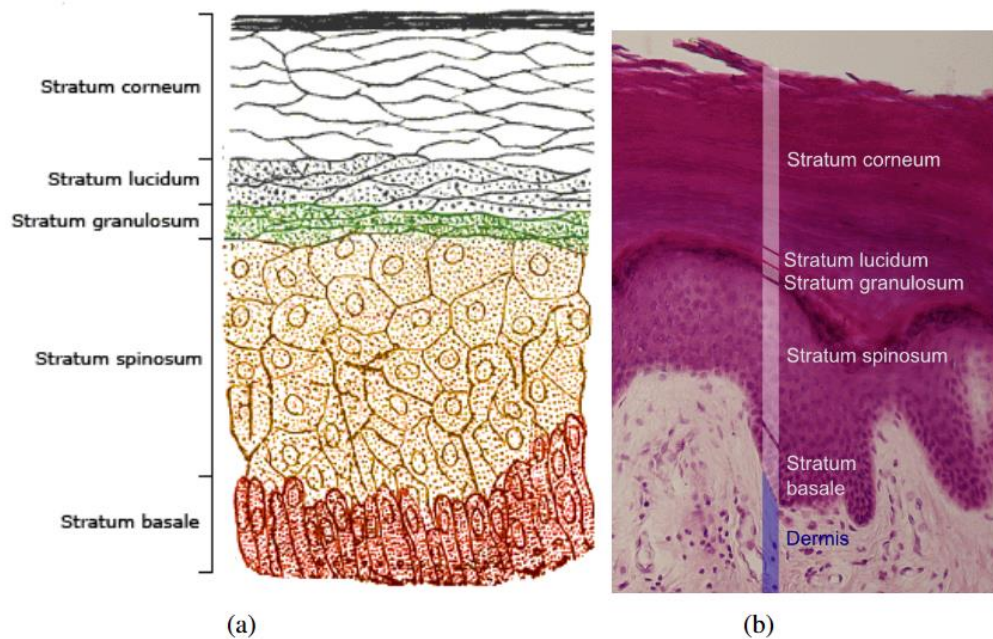 Stratum corneum
Stratum lucidum
Stratum granulosum
Stratum spinosum
Stratum basale
(a)
Stratum corneum
Stratum lucidum
Stratum granulosum
Stratum spinosum
Stratum
basale
Dermis
(b)